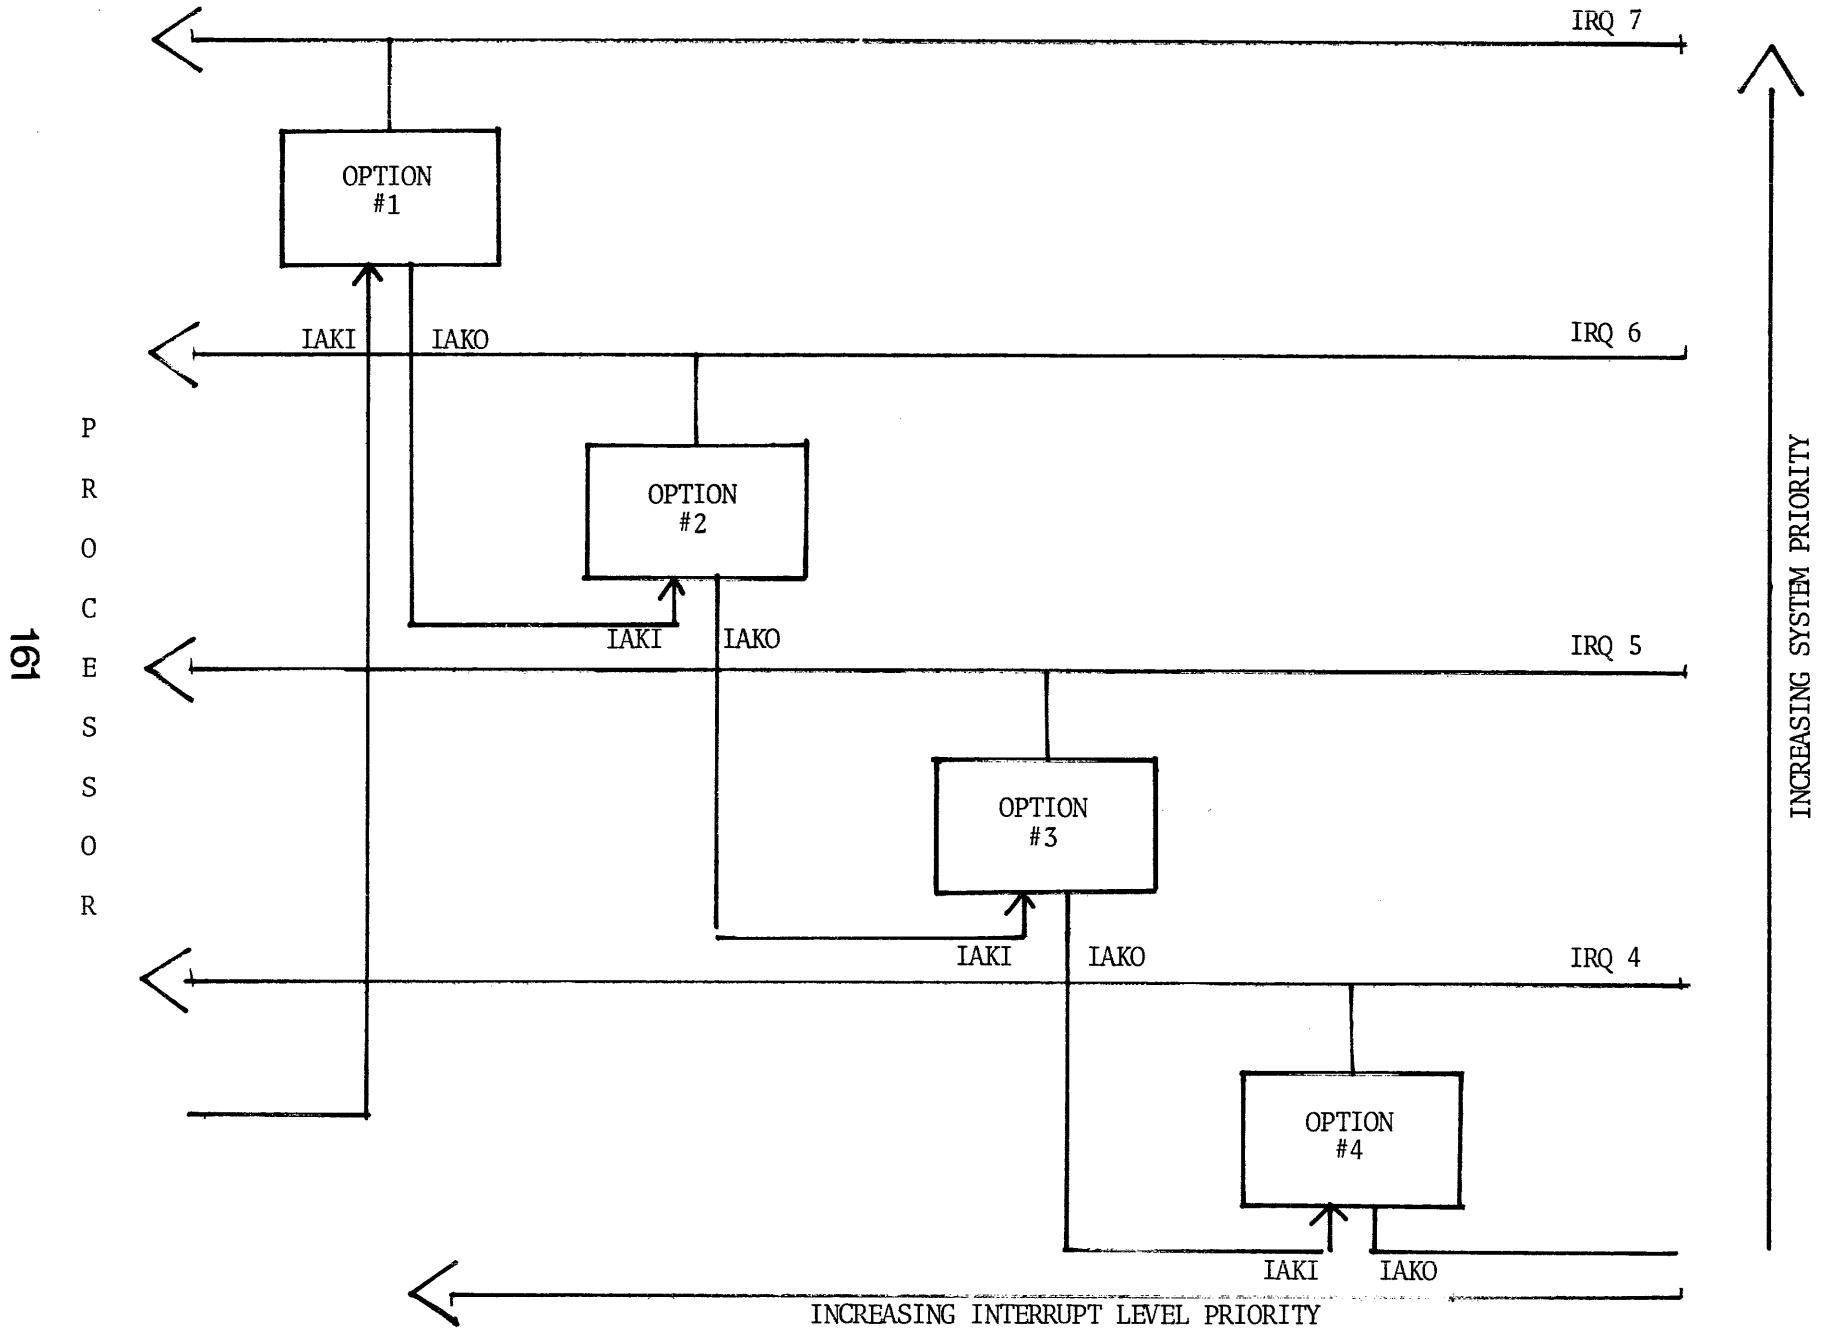 IRQ 7
OPTION
#1
IAKI
IAKO
IRQ 6
OPTION
#2
IAKI
IAKO
IRQ 5
OPTION
#3
IAKI
IAKO
IRQ 4
OPTION
#4
IAKI
IAKO
INCREASING INTERRUPT LEVEL PRIORITY
INCREASING SYSTEM PRIORITY
PROCESSOR
161